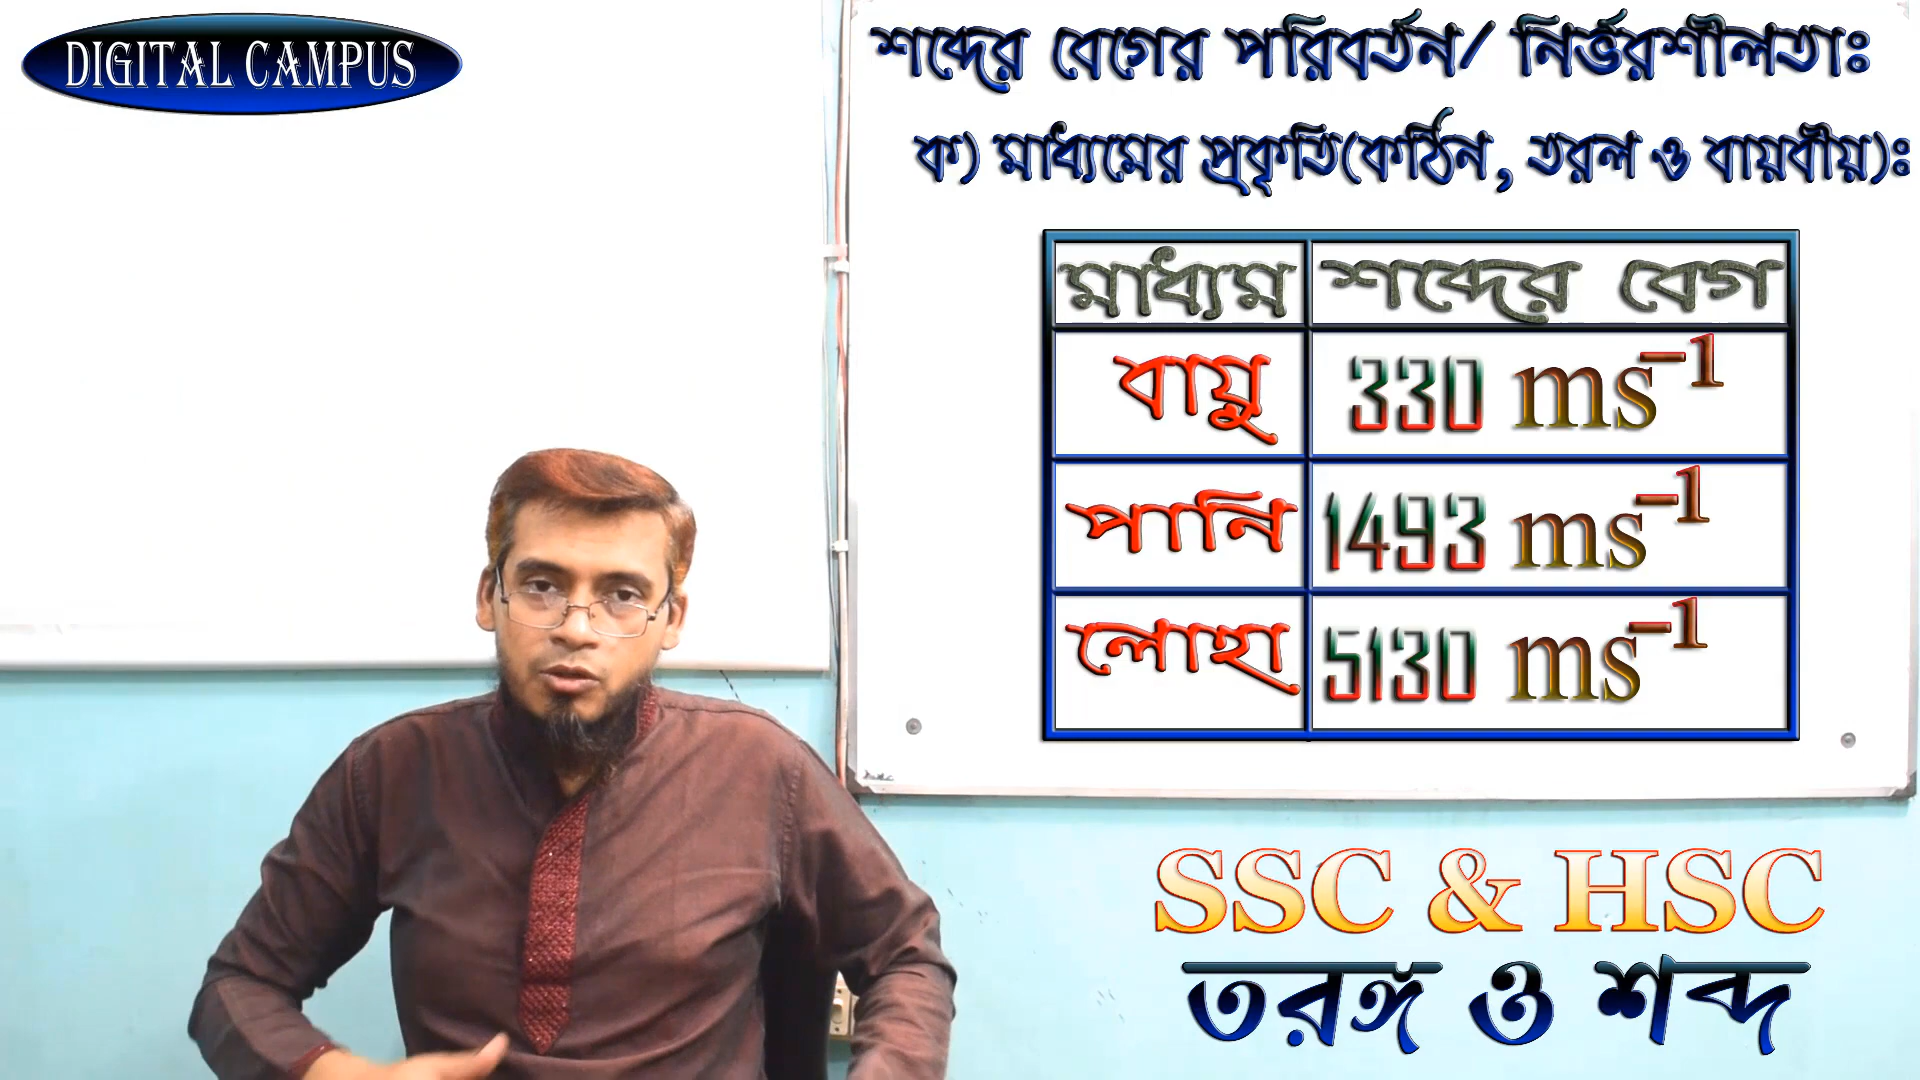 DIGITAL CAMPUS
শব্দের বেগের পরিবর্তন/ নির্ভরশীলতাঃ
ক) মাধ্যমের প্রকৃতি(কঠিন, তরল ও বায়বীয়)ঃ
মাধ্যম শব্দের বেগ
বায়ু 330 ms⁻¹
পানি 1493 ms⁻¹
লোহা 5130 ms⁻¹
SSC & HSC
তরঙ্গ ও শব্দ